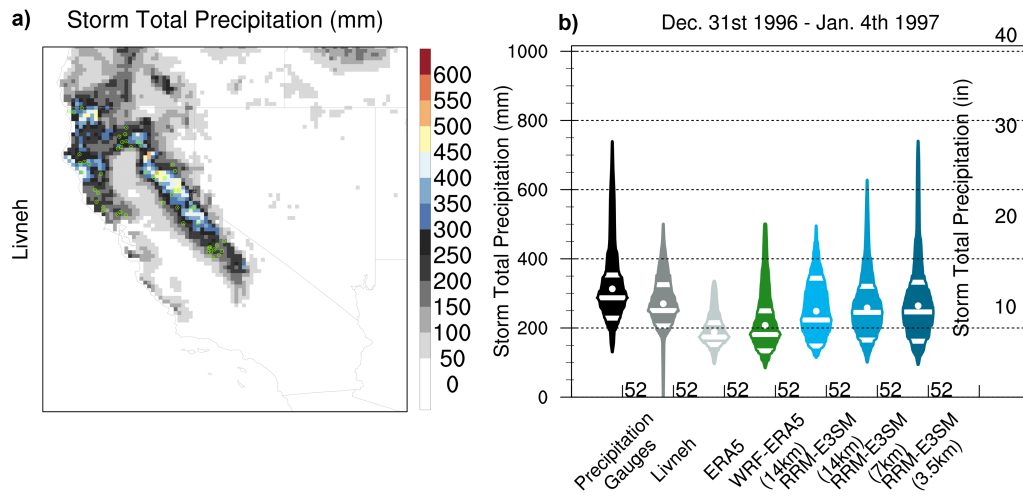 a)
Storm Total Precipitation (mm)
Livneh
600
550
500
450
400
350
300
250
200
150
100
50
0
b)
Dec. 31st 1996 - Jan. 4th 1997
Storm Total Precipitation (mm)
1000
800
600
400
200
0
Storm Total Precipitation (in)
40
30
20
10
52
52
52
52
52
52
52
Precipitation
Gauges
Livneh
ERA5
WRF-ERA5
(14km)
RRM-E3SM
(14km)
RRM-E3SM
(7km)
RRM-E3SM
(3.5km)